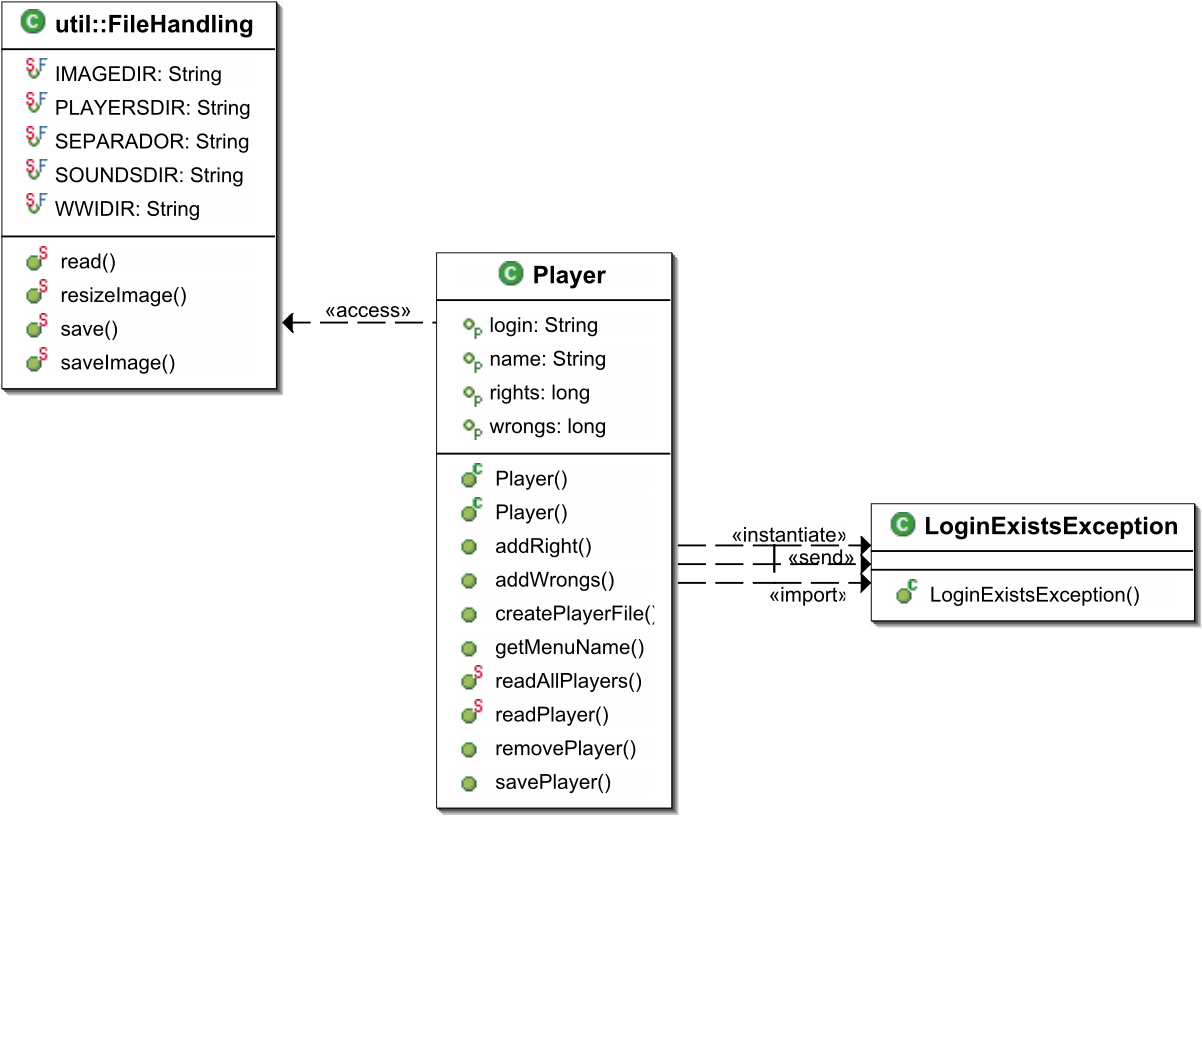 C util::FileHandling
S F IMAGEDIR: String
S F PLAYERSDIR: String
S F SEPARADOR: String
S F SOUNDSDIR: String
S F WWIDIR: String
S read()
S resizeImage()
S save()
S saveImage()
«access»
C Player
P login: String
P name: String
P rights: long
P wrongs: long
C Player()
C Player()
addRight()
addWrongs()
createPlayerFile()
getMenuName()
S readAllPlayers()
S readPlayer()
removePlayer()
savePlayer()
«instantiate»
«send»
«import»
C LoginExistsException
C LoginExistsException()